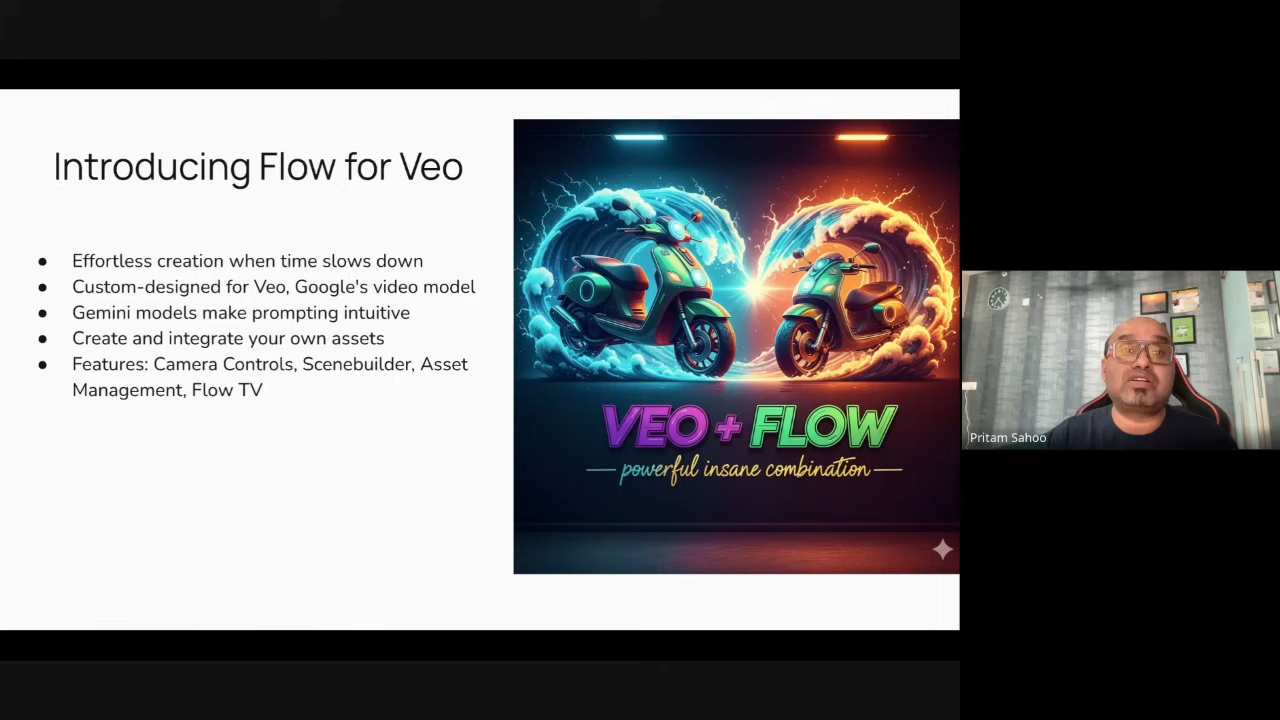 Introducing Flow for Veo
● Effortless creation when time slows down
● Custom-designed for Veo, Google's video model
● Gemini models make prompting intuitive
● Create and integrate your own assets
● Features: Camera Controls, Scenebuilder, Asset
Management, Flow TV
VEO + FLOW
— powerful insane combination —
Pritam Sahoo